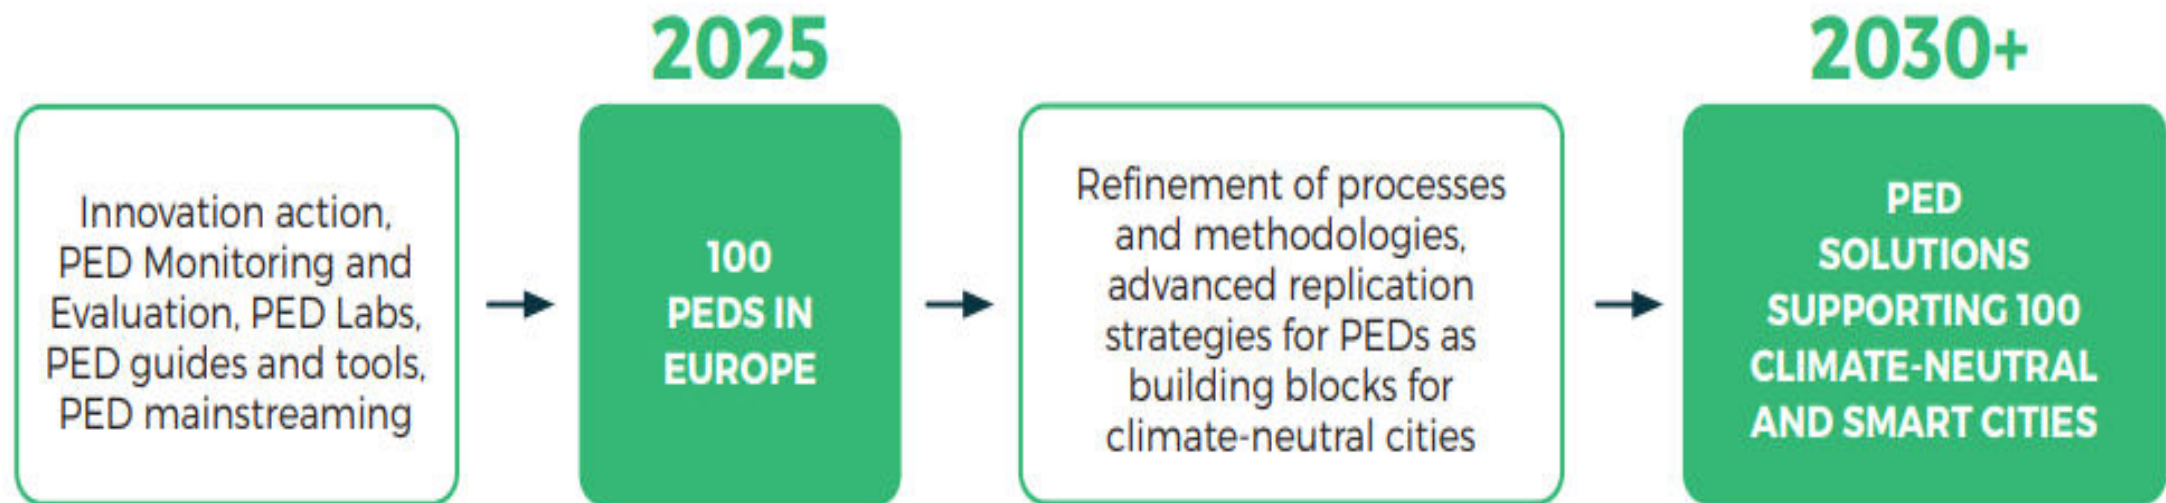 2025
2030+
Innovation action,
PED Monitoring and
Evaluation, PED Labs,
PED guides and tools,
PED mainstreaming
100
PEDS IN
EUROPE
Refinement of processes
and methodologies,
advanced replication
strategies for PEDs as
building blocks for
climate-neutral cities
PED
SOLUTIONS
SUPPORTING 100
CLIMATE-NEUTRAL
AND SMART CITIES